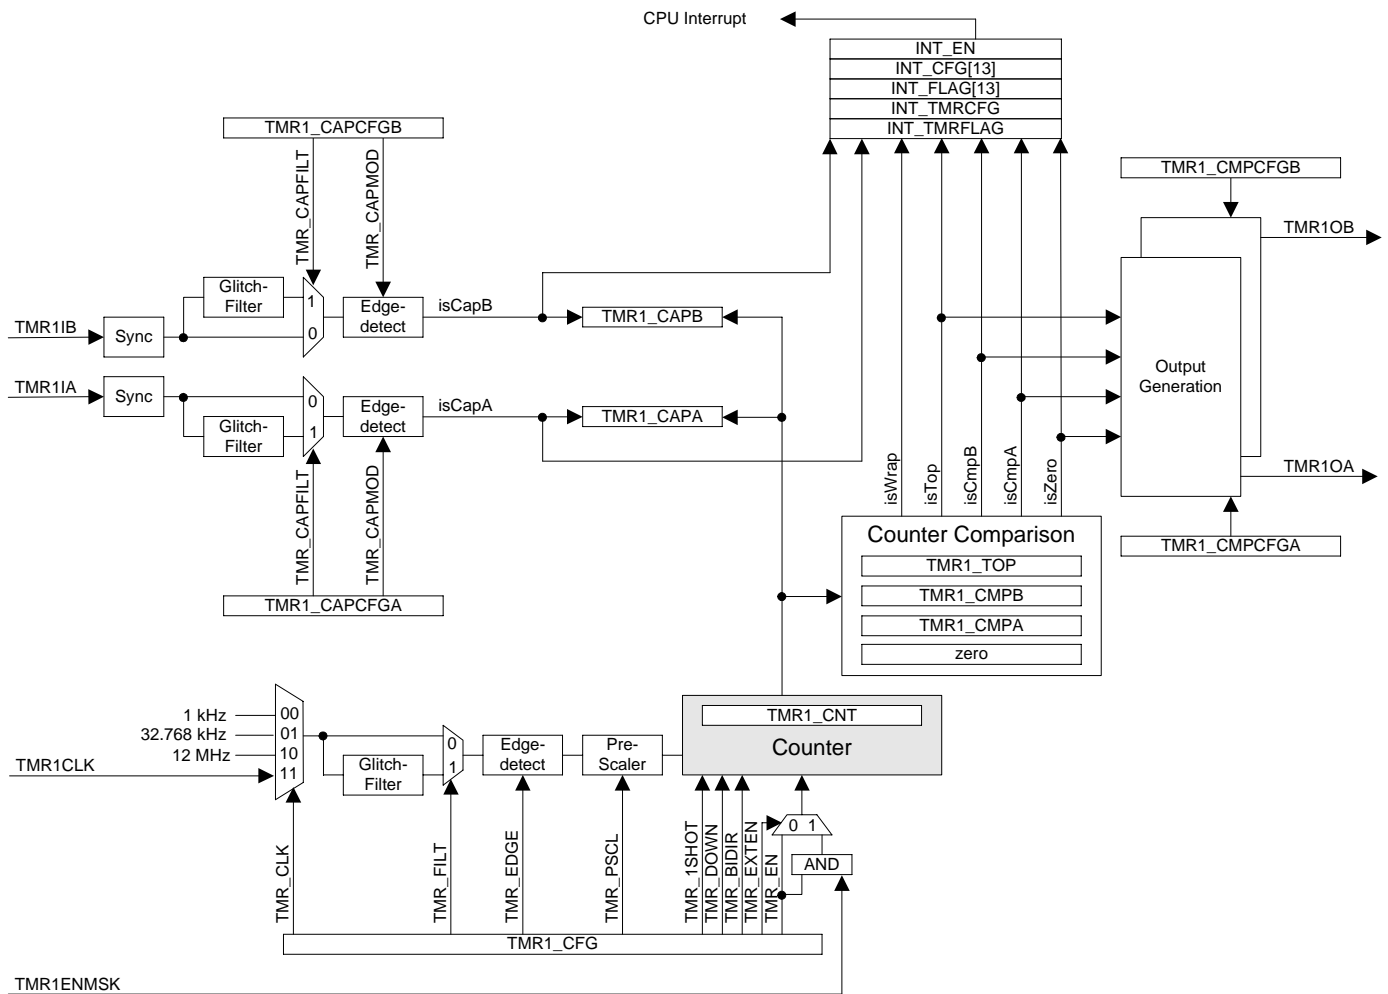 CPU Interrupt
INT_EN
INT_CFG[13]
INT_FLAG[13]
INT_TMRCFG
INT_TMRFLAG
TMR1_CAPCFGB
TMR_CAPFILT
TMR_CAPMOD
TMR1_CMPCFGB
TMR1OB
Glitch-
Filter
1
0
Edge-
detect
isCapB
TMR1_CAPB
TMR1IB
Sync
TMR1IA
Sync
0
1
Glitch-
Filter
Edge-
detect
isCapA
TMR1_CAPA
Output
Generation
TMR1OA
TMR1_CMPCFGA
TMR_CAPFILT
TMR_CAPMOD
TMR1_CAPCFGA
isWrap
isTop
isCmpB
isCmpA
isZero
Counter Comparison
TMR1_TOP
TMR1_CMPB
TMR1_CMPA
zero
1 kHz
32.768 kHz
12 MHz
TMR1CLK
00
01
10
11
Glitch-
Filter
0
1
Edge-
detect
Pre-
Scaler
TMR1_CNT
Counter
0 1
AND
TMR_CLK
TMR_FILT
TMR_EDGE
TMR_PSCL
TMR_1SHOT
TMR_DOWN
TMR_BIDIR
TMR_EXTEN
TMR_EN
TMR1_CFG
TMR1ENMSK